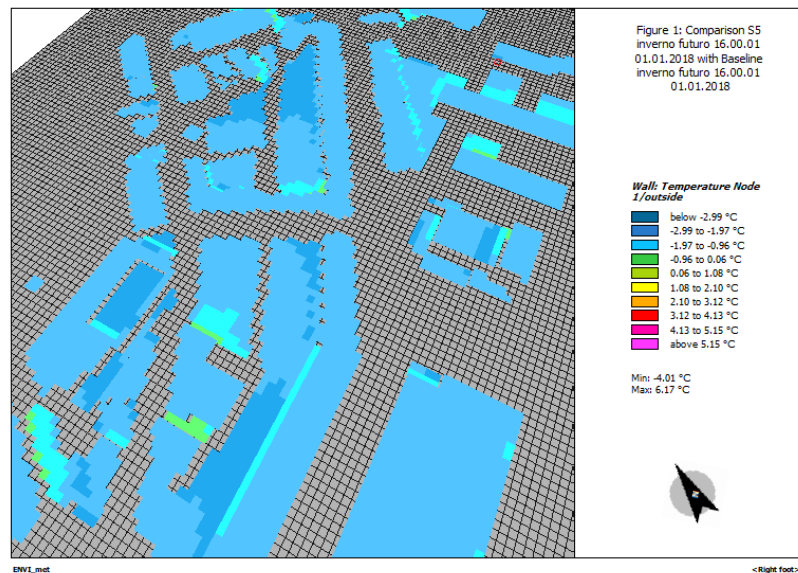 Figure 1: Comparison S5
inverno futuro 16.00.01
01.01.2018 with Baseline
inverno futuro 16.00.01
01.01.2018
Wall: Temperature Node
1/outside
below -2.99 °C
-2.99 to -1.97 °C
-1.97 to -0.96 °C
-0.96 to 0.06 °C
0.06 to 1.08 °C
1.08 to 2.10 °C
2.10 to 3.12 °C
3.12 to 4.13 °C
4.13 to 5.15 °C
above 5.15 °C
Min: -4.01 °C
Max: 6.17 °C
ENVI_met
<Right foot>